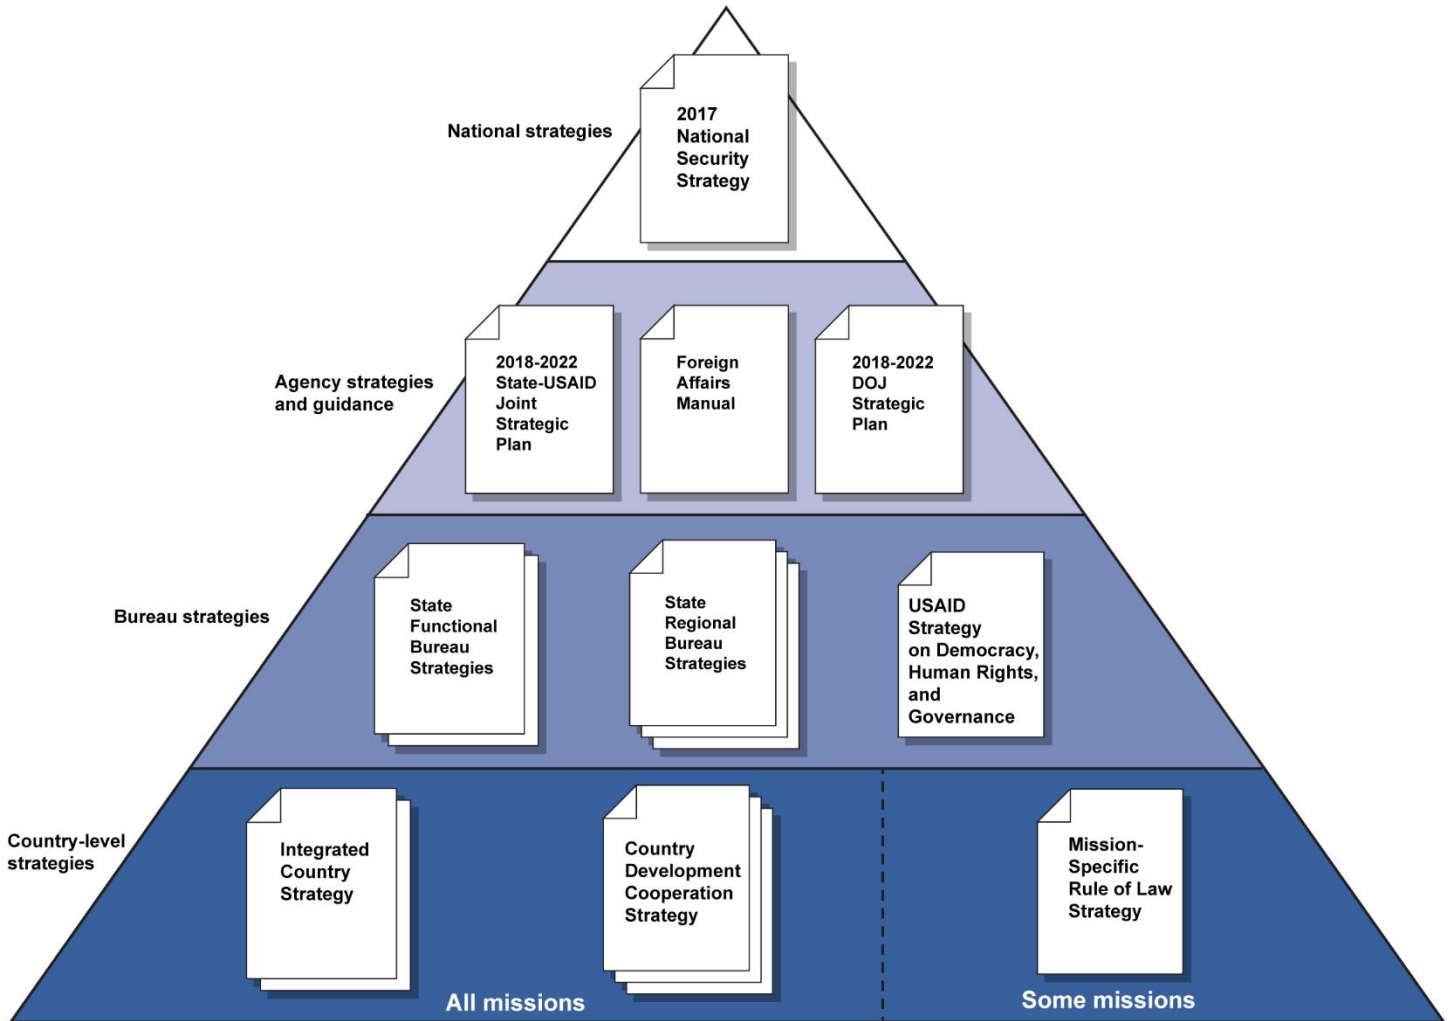 National strategies
2017
National
Security
Strategy
Agency strategies
and guidance
2018-2022
State-USAID
Joint
Strategic
Plan
Foreign
Affairs
Manual
2018-2022
DOJ
Strategic
Plan
Bureau strategies
State
Functional
Bureau
Strategies
State
Regional
Bureau
Strategies
USAID
Strategy
on Democracy,
Human Rights,
and
Governance
Country-level
strategies
Integrated
Country
Strategy
Country
Development
Cooperation
Strategy
Mission-
Specific
Rule of Law
Strategy
All missions
Some missions